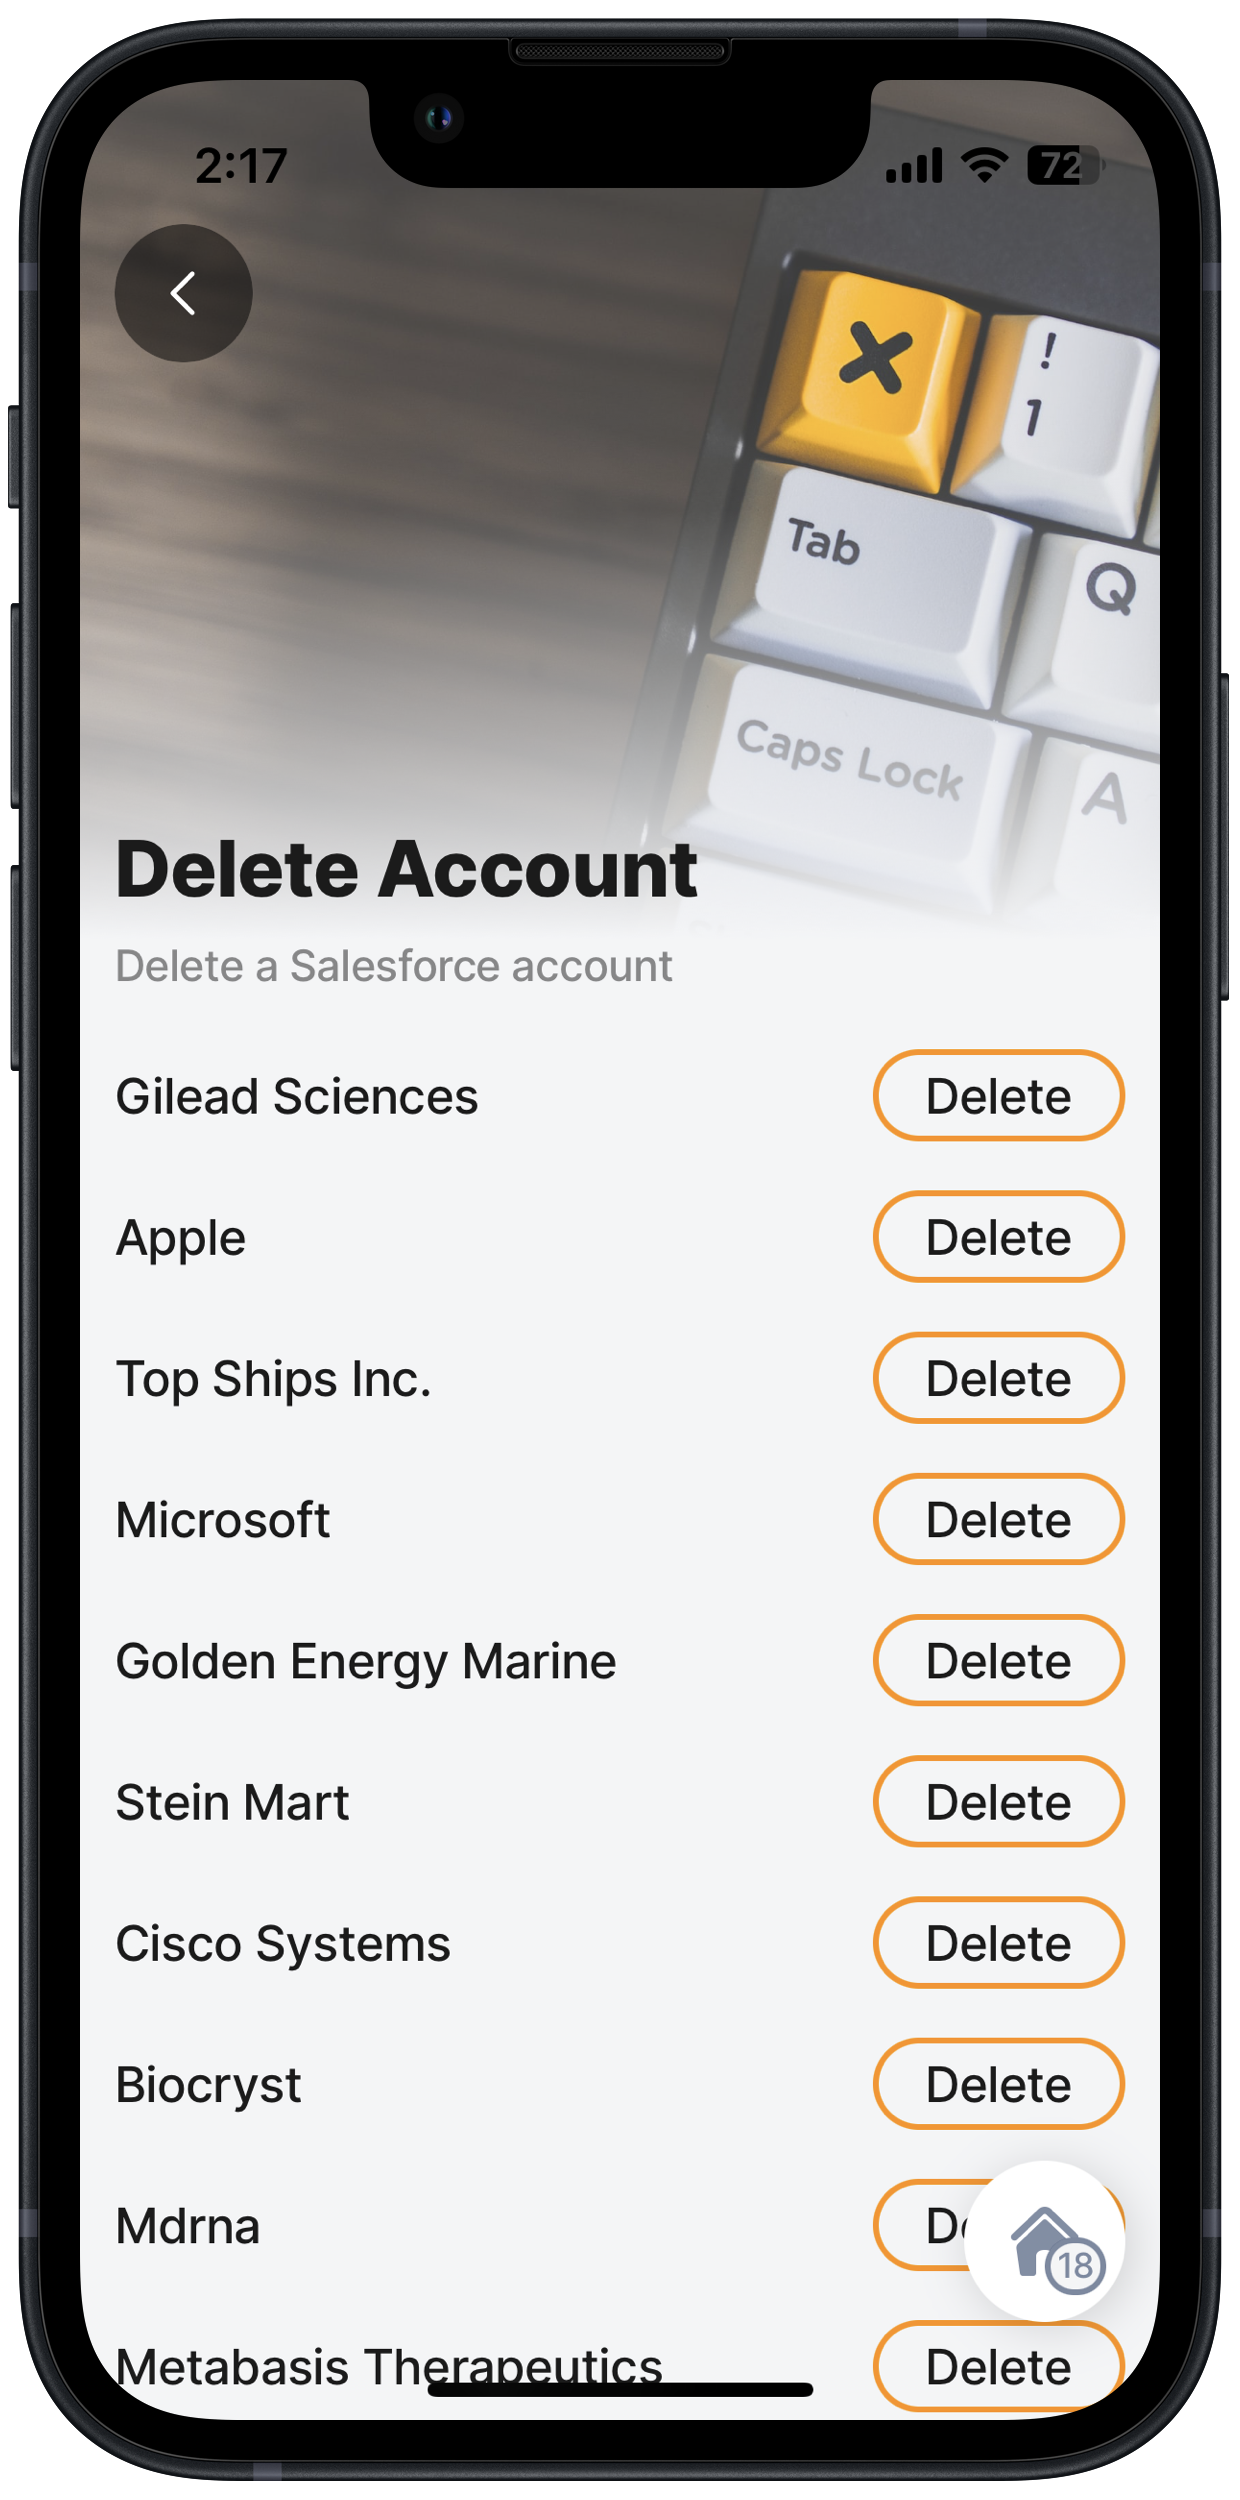 2:17
72
!
1
Tab
Q
Caps Lock
A
Delete Account
Delete a Salesforce account
Gilead Sciences Delete
Apple Delete
Top Ships Inc. Delete
Microsoft Delete
Golden Energy Marine Delete
Stein Mart Delete
Cisco Systems Delete
Biocryst Delete
Mdrna
18
Metabasis Therapeutics Delete